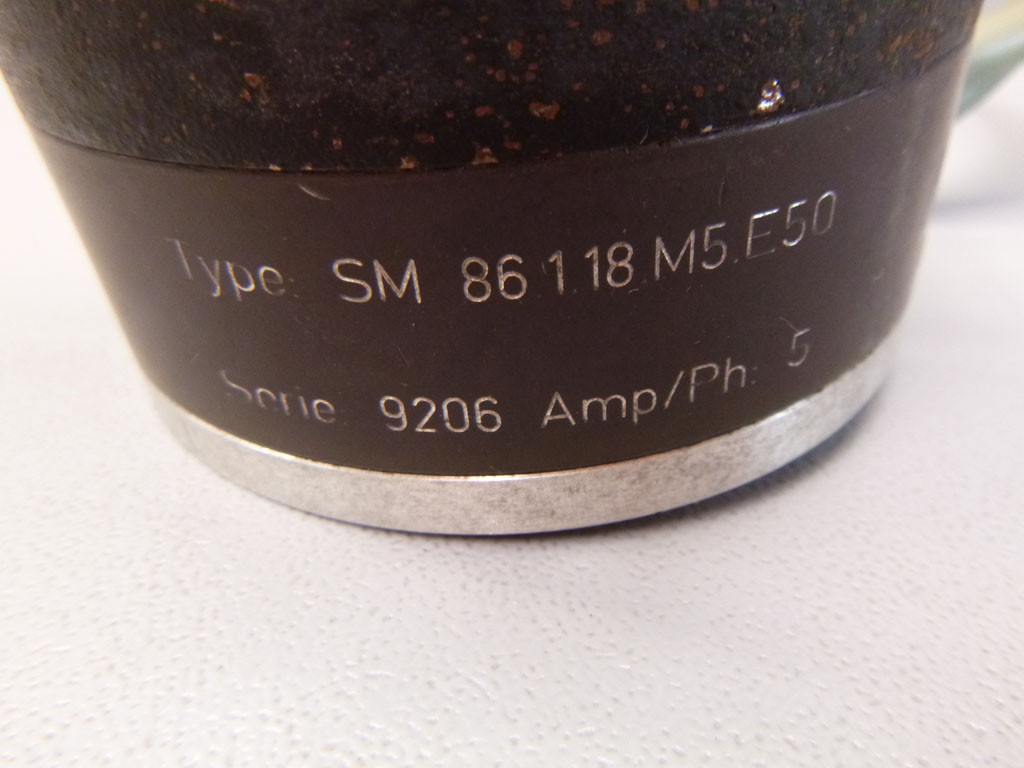 Type: SM 86 1.18.M5.E50
Serie: 9206 Amp/Ph: 5